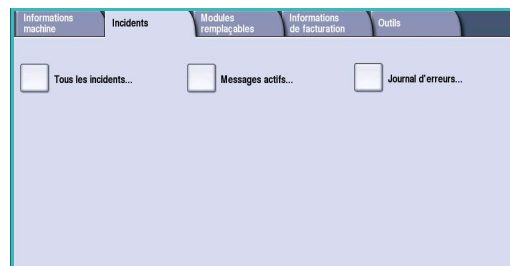 Informations machine
Incidents
Modules remplaçables
Informations de facturation
Outils
Tous les incidents...
Messages actifs...
Journal d'erreurs...